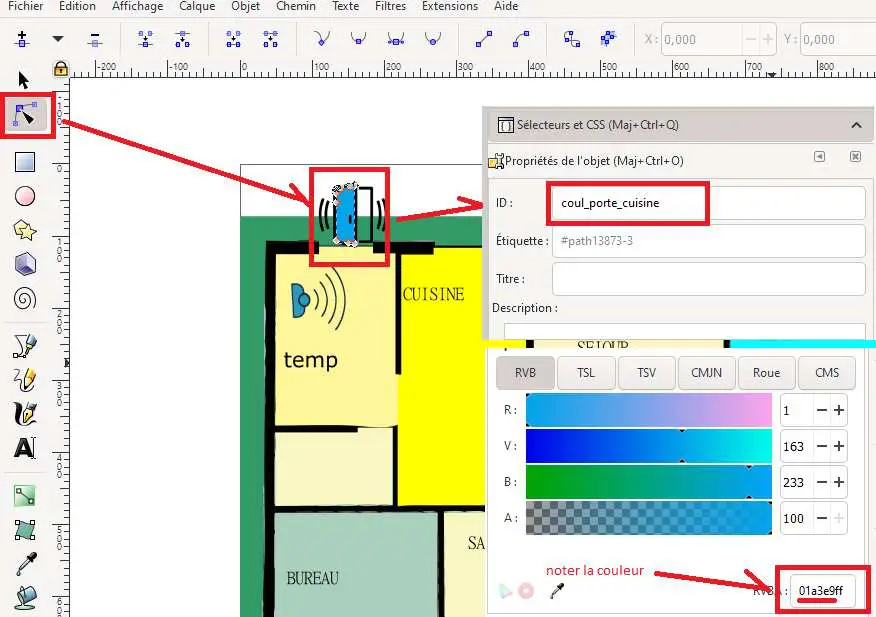 Fichier Edition Affichage Calque Objet Chemin Texte Filtres Extensions Aide
X: 0,000 Y: 0,000
-200 -100 0 100 200 300 400 500 600 700 800
Sélecteurs et CSS (Maj+Ctrl+Q)
Propriétés de l'objet (Maj+Ctrl+O)
ID : coul_porte_cuisine
Étiquette : #path13873-3
Titre :
Description :
CUISINE
temp
SEJOUR
RVB TSL TSV CMJN Roue CMS
R : 1
V : 163
B : 233
A : 100
SA
BUREAU
noter la couleur
RVBA : 01a3e9ff